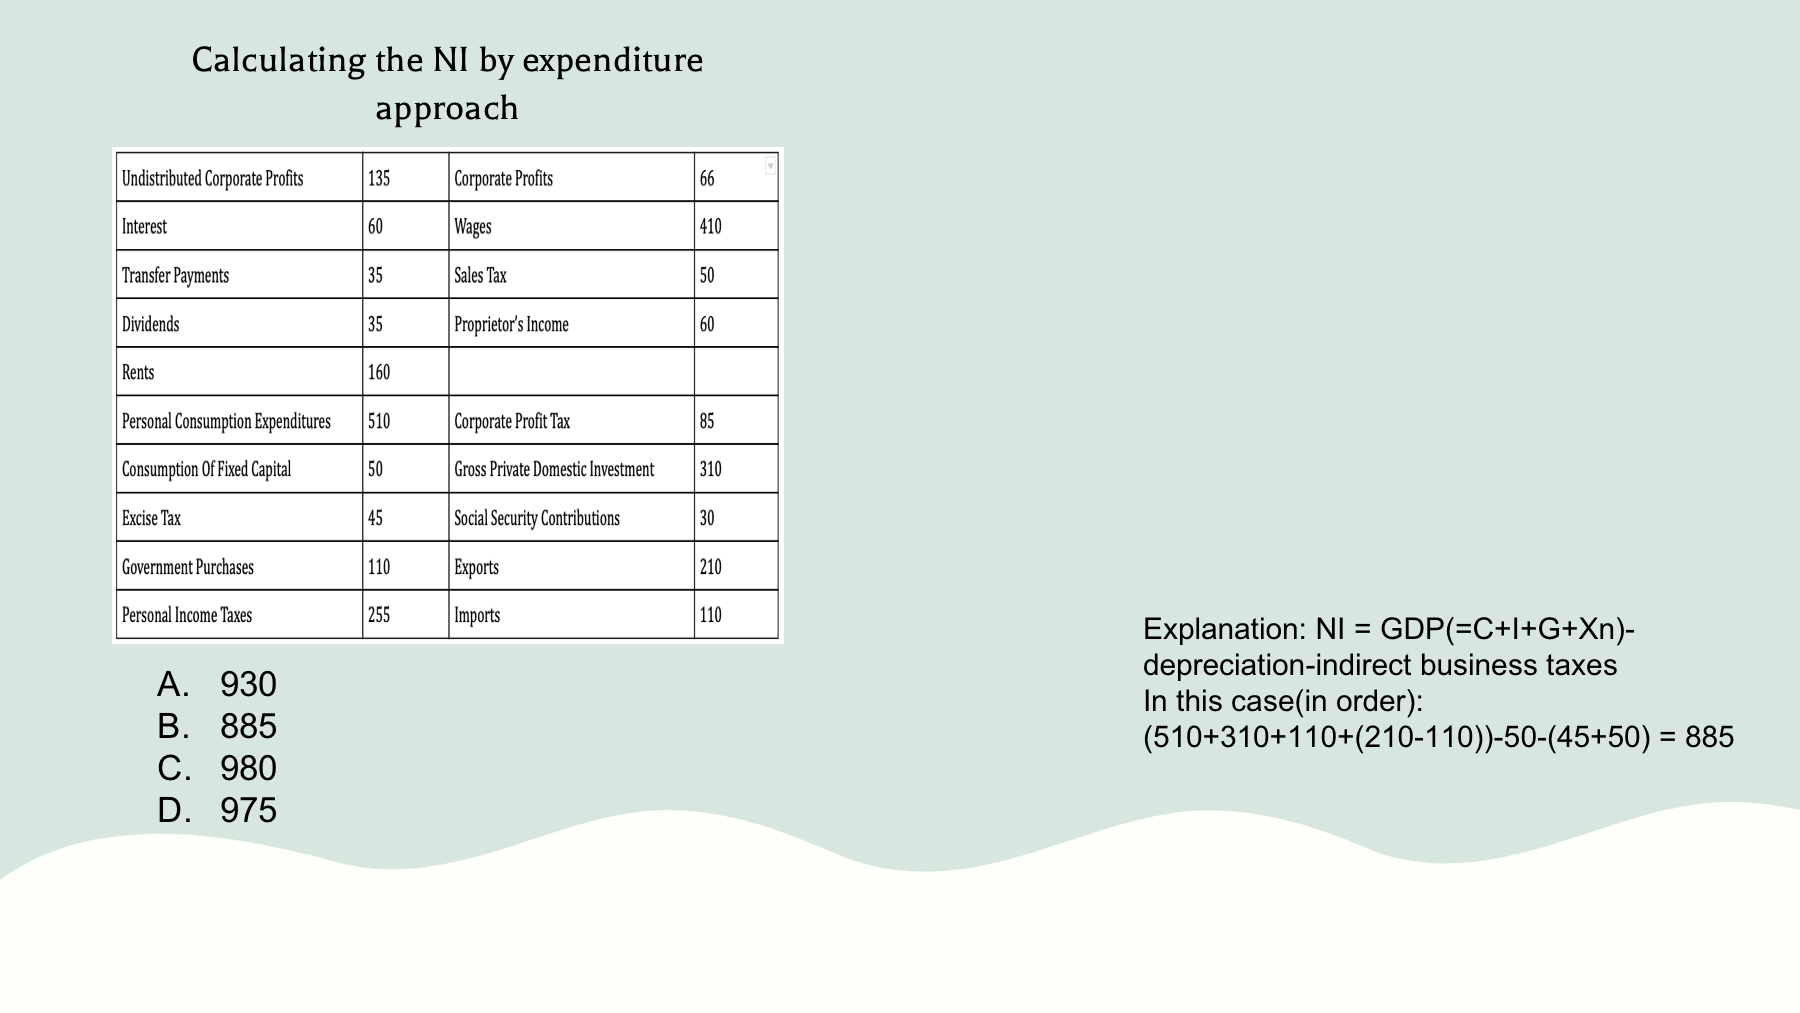 Calculating the NI by expenditure
approach
Undistributed Corporate Profits 135 Corporate Profits 66
Interest 60 Wages 410
Transfer Payments 35 Sales Tax 50
Dividends 35 Proprietor’s Income 60
Rents 160
Personal Consumption Expenditures 510 Corporate Profit Tax 85
Consumption Of Fixed Capital 50 Gross Private Domestic Investment 310
Excise Tax 45 Social Security Contributions 30
Government Purchases 110 Exports 210
Personal Income Taxes 255 Imports 110
A. 930
B. 885
C. 980
D. 975
Explanation: NI = GDP(=C+I+G+Xn)-
depreciation-indirect business taxes
In this case(in order):
(510+310+110+(210-110))-50-(45+50) = 885